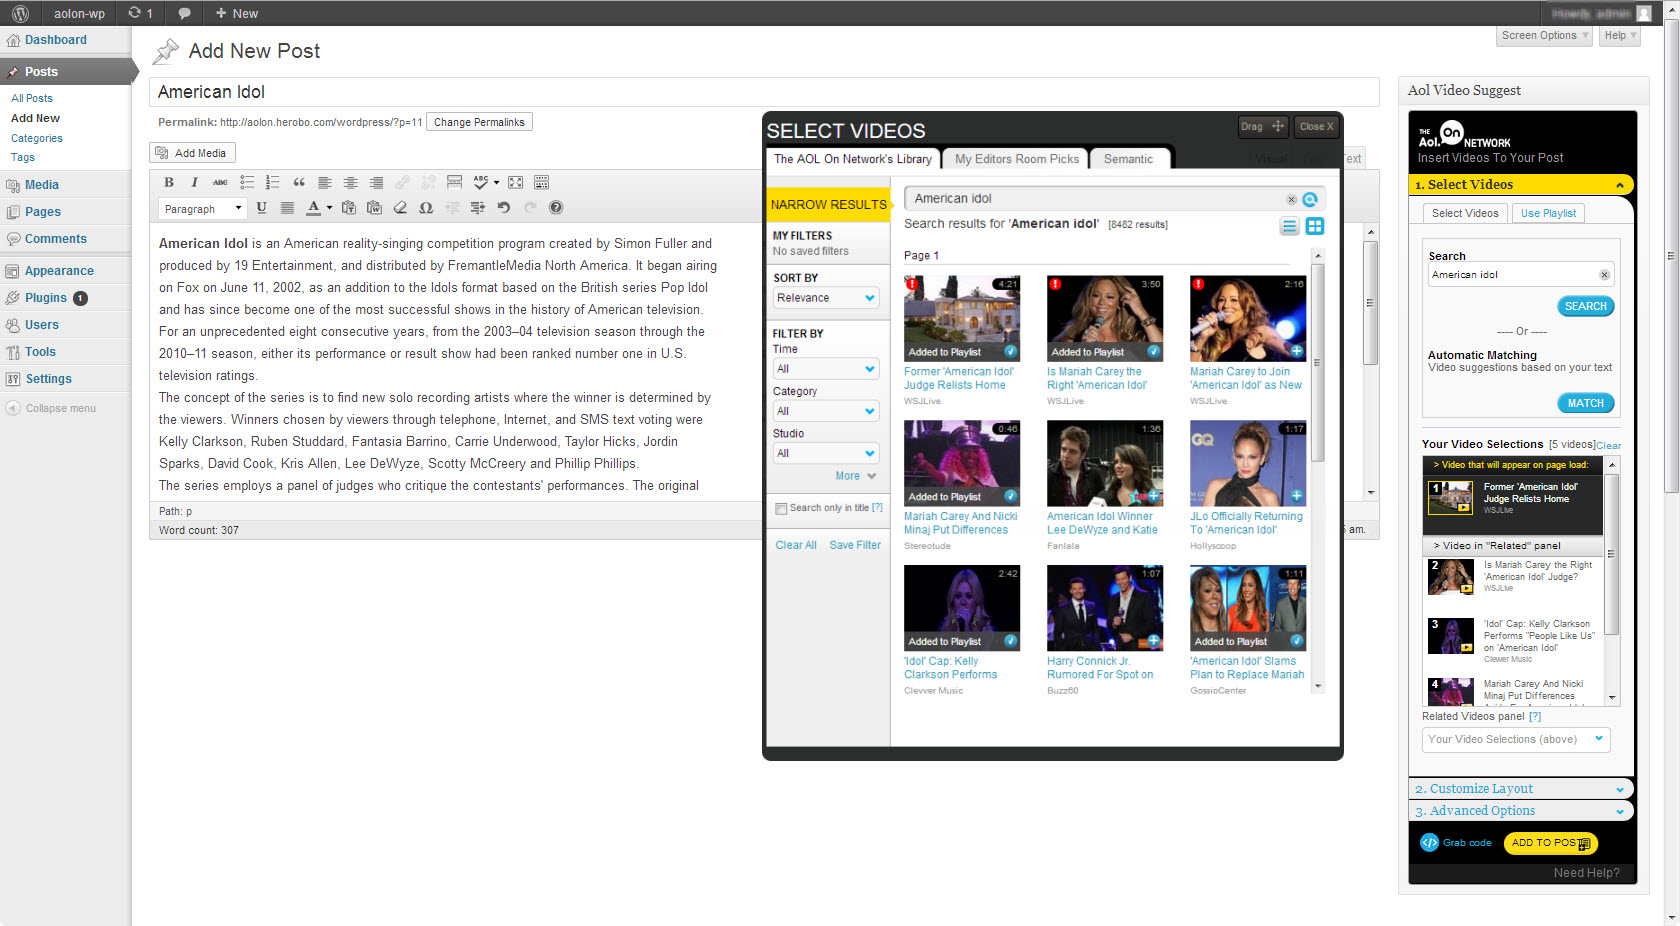 aolon-wp
1
New
Dashboard
Posts
All Posts
Add New
Categories
Tags
Media
Pages
Comments
Appearance
Plugins 1
Users
Tools
Settings
Collapse menu
Screen Options
Help
Add New Post
American Idol
Permalink: http://aolon.herobo.com/wordpress/?p=11 Change Permalinks
Add Media
Visual
Text
B I ABC
ABC
Paragraph
U
A
American Idol is an American reality-singing competition program created by Simon Fuller and
produced by 19 Entertainment, and distributed by FremantleMedia North America. It began airing
on Fox on June 11, 2002, as an addition to the Idols format based on the British series Pop Idol
and has since become one of the most successful shows in the history of American television.
For an unprecedented eight consecutive years, from the 2003–04 television season through the
2010–11 season, either its performance or result show had been ranked number one in U.S.
television ratings.
The concept of the series is to find new solo recording artists where the winner is determined by
the viewers. Winners chosen by viewers through telephone, Internet, and SMS text voting were
Kelly Clarkson, Ruben Studdard, Fantasia Barrino, Carrie Underwood, Taylor Hicks, Jordin
Sparks, David Cook, Kris Allen, Lee DeWyze, Scotty McCreery and Phillip Phillips.
The series employs a panel of judges who critique the contestants' performances. The original
Path: p
Word count: 307
am.
SELECT VIDEOS
Drag
Close X
The AOL On Network's Library
My Editors Room Picks
Semantic
NARROW RESULTS
MY FILTERS
No saved filters
SORT BY
Relevance
FILTER BY
Time
All
Category
All
Studio
All
More
Search only in title [?]
Clear All
Save Filter
American idol
Search results for 'American idol' [8482 results]
Page 1
4:21
Added to Playlist
Former 'American Idol'
Judge Relists Home
WSJLive
3:50
Added to Playlist
Is Mariah Carey the
Right 'American Idol'
WSJLive
2:16
Mariah Carey to Join
'American Idol' as New
WSJLive
0:46
Added to Playlist
Mariah Carey And Nicki
Minaj Put Differences
Stereotude
1:36
American Idol Winner
Lee DeWyze and Katie
Fanlala
GQ
1:17
JLo Officially Returning
To 'American Idol'
Hollyscoop
2:42
Added to Playlist
'Idol' Cap: Kelly
Clarkson Performs
Clevver Music
1:07
Harry Connick Jr.
Rumored For Spot on
Buzz60
1:11
Added to Playlist
'American Idol' Slams
Plan to Replace Mariah
GossipCenter
Aol Video Suggest
THE
Aol. On NETWORK
Insert Videos To Your Post
1. Select Videos
Select Videos
Use Playlist
Search
American idol
SEARCH
---- Or ----
Automatic Matching
Video suggestions based on your text
MATCH
Your Video Selections [5 videos] Clear
> Video that will appear on page load:
1
Former 'American Idol'
Judge Relists Home
WSJLive
> Video in "Related" panel
2
Is Mariah Carey the Right
'American Idol' Judge?
WSJLive
3
'Idol' Cap: Kelly Clarkson
Performs "People Like Us"
on 'American Idol'
Clevver Music
4
Mariah Carey And Nicki
Minaj Put Differences
Related Videos panel [?]
Your Video Selections (above)
2. Customize Layout
3. Advanced Options
Grab code
ADD TO POST
Need Help?